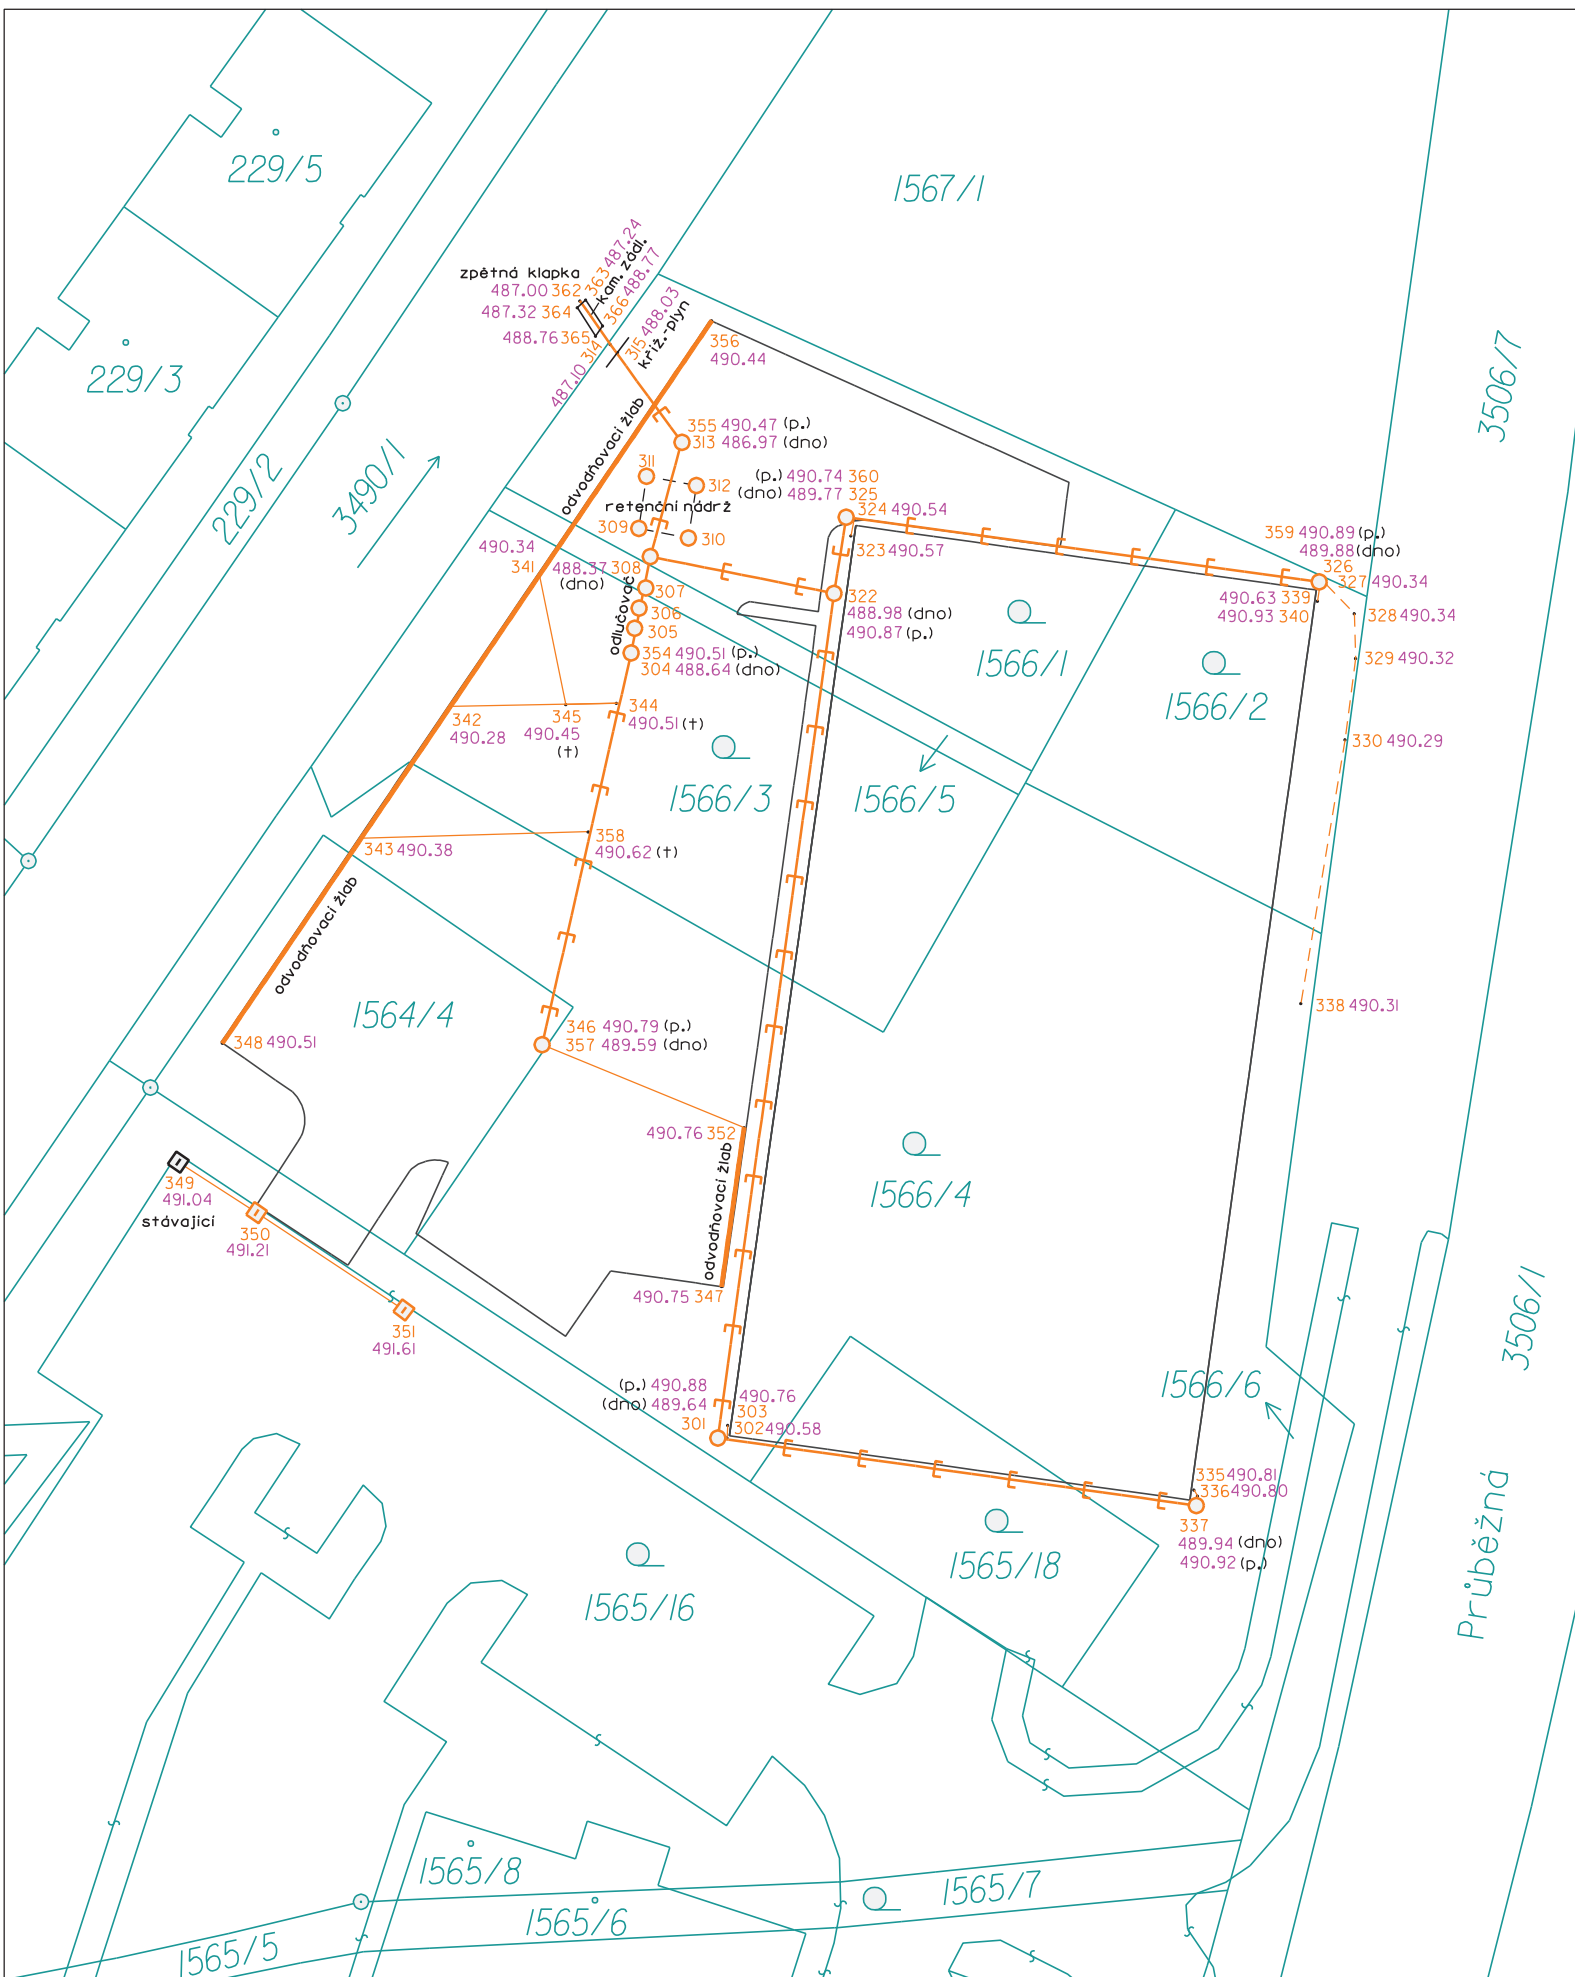 229/5
1567/1
zpětná klapka
487.00 362
363 487.24
kam. zádl.
487.32 364
366 488.77
488.76 365
314
487.10
315 488.03
kříž.-plyn
356
490.44
229/3
3506/7
3490/1
229/2
odvodňovací žlab
355 490.47 (p.)
313 486.97 (dno)
311
312
(p.) 490.74 360
(dno) 489.77 325
324 490.54
retenční nádrž
309
310
323 490.57
359 490.89 (p.)
489.88 (dno)
326
327 490.34
490.34
341
488.37 308
(dno)
307
306
305
odlučovač
322
488.98 (dno)
490.87 (p.)
490.63 339
490.93 340
328 490.34
329 490.32
330 490.29
354 490.51 (p.)
304 488.64 (dno)
1566/1
1566/2
342
490.28
345
490.45
(t)
344
490.51 (t)
1566/3
1566/5
343 490.38
358
490.62 (t)
odvodňovací žlab
1564/4
338 490.31
348 490.51
346 490.79 (p.)
357 489.59 (dno)
490.76 352
odvodňovací žlab
1566/4
349
491.04
stávající
350
491.21
351
491.61
490.75 347
3506/1
1566/6
(p.) 490.88
(dno) 489.64
301
490.76
303
302 490.58
335 490.81
336 490.80
337
489.94 (dno)
490.92 (p.)
Průběžná
1565/18
1565/16
1565/8
1565/7
1565/6
1565/5